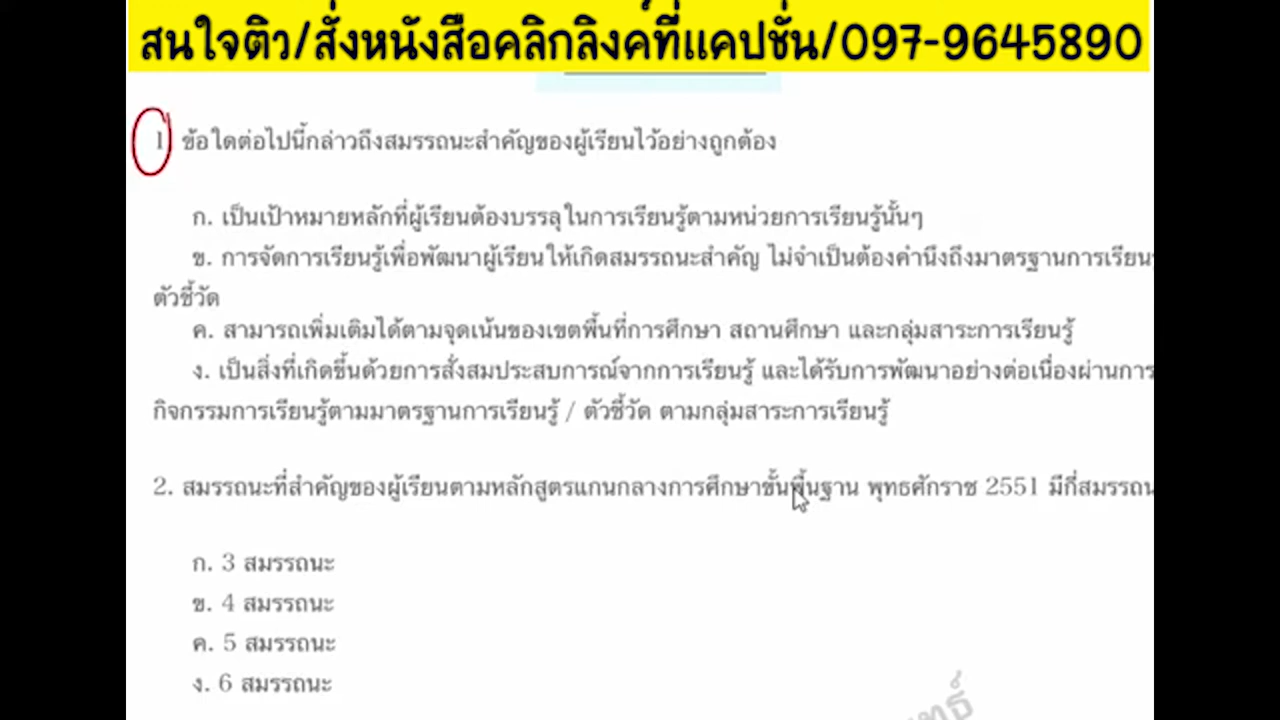 สนใจติว/สั่งหนังสือคลิกลิงค์ที่แคปชั่น/097-9645890
1 ข้อใดต่อไปนี้กล่าวถึงสมรรถนะสำคัญของผู้เรียนไว้อย่างถูกต้อง
ก. เป็นเป้าหมายหลักที่ผู้เรียนต้องบรรลุในการเรียนรู้ตามหน่วยการเรียนรู้นั้นๆ
ข. การจัดการเรียนรู้เพื่อพัฒนาผู้เรียนให้เกิดสมรรถนะสำคัญ ไม่จำเป็นต้องคำนึงถึงมาตรฐานการเรียน
ตัวชี้วัด
ค. สามารถเพิ่มเติมได้ตามจุดเน้นของเขตพื้นที่การศึกษา สถานศึกษา และกลุ่มสาระการเรียนรู้
ง. เป็นสิ่งที่เกิดขึ้นด้วยการสั่งสมประสบการณ์จากการเรียนรู้ และได้รับการพัฒนาอย่างต่อเนื่องผ่านการ
กิจกรรมการเรียนรู้ตามมาตรฐานการเรียนรู้ / ตัวชี้วัด ตามกลุ่มสาระการเรียนรู้
2. สมรรถนะที่สำคัญของผู้เรียนตามหลักสูตรแกนกลางการศึกษาขั้นพื้นฐาน พุทธศักราช 2551 มีกี่สมรรถน
ก. 3 สมรรถนะ
ข. 4 สมรรถนะ
ค. 5 สมรรถนะ
ง. 6 สมรรถนะ